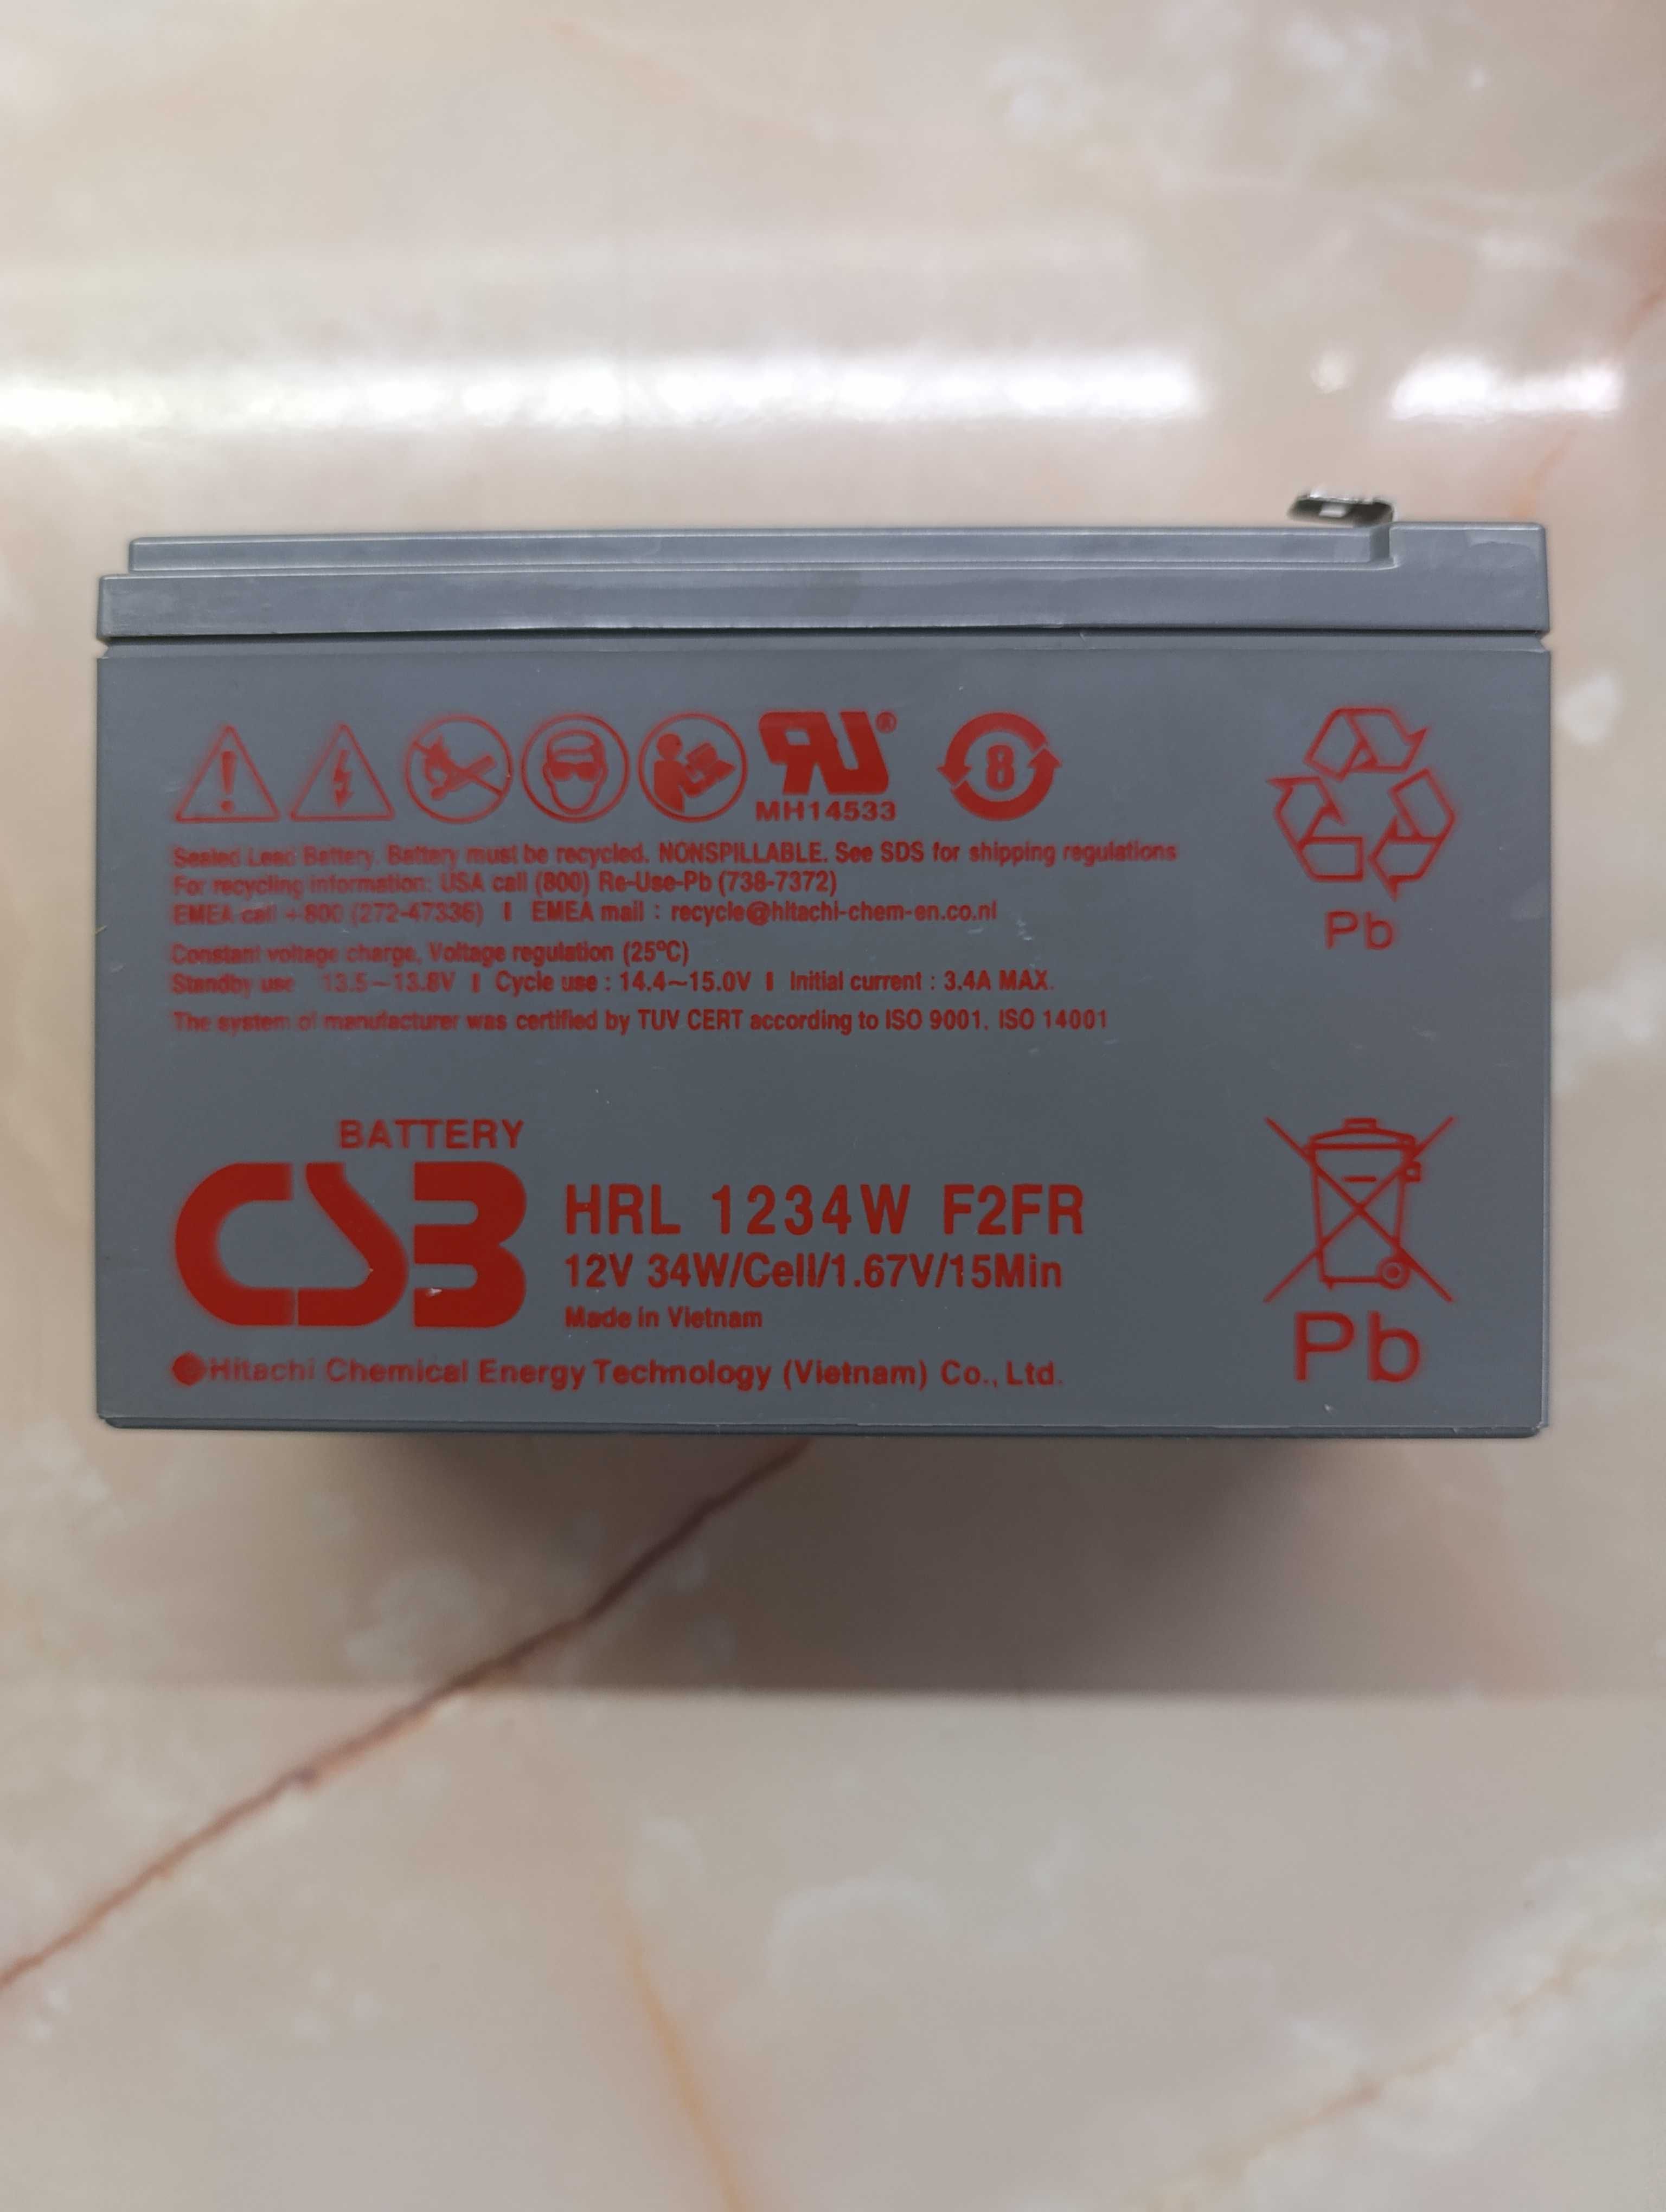 UR®
MH14533
8
Sealed Lead Battery. Battery must be recycled. NONSPILLABLE. See SDS for shipping regulations
For recycling information: USA call (800) Re-Use-Pb (738-7372)
EMEA call +800 (272-47336) I EMEA mail : recycle@hitachi-chem-en.co.nl
Constant voltage charge, Voltage regulation (25°C)
Standby use 13.5~13.8V I Cycle use : 14.4~15.0V I Initial current : 3.4A MAX.
The system of manufacturer was certified by TUV CERT according to ISO 9001. ISO 14001
Pb
BATTERY
CSB
HRL 1234W F2FR
12V 34W/Cell/1.67V/15Min
Made in Vietnam
Hitachi Chemical Energy Technology (Vietnam) Co., Ltd.
Pb